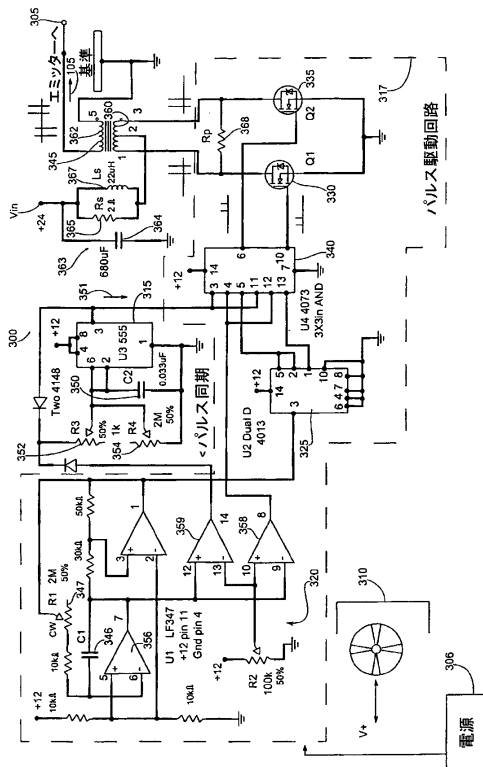 305
エミッターへ
105
基準
Vin
+24
Ls
22uH
367
Rs
2Ω
365
363
364
680uF
345
362
360
5
3
2
1
335
Q2
Rp
368
Q1
330
317
パルス駆動回路
300
351
+12
315
3
8
4
U3 555
6
2
1
350
C2
0.033uF
Two 4148
352
R3
1k
50%
R4
2M
50%
354
<パルス同期
+12
14
340
3
4
5
11
12
13
6
10
7
U4 4073
3X3in AND
+12
14
5
2
1
10
3
6
4
7
8
U2 Dual D
4013
325
50kΩ
30kΩ
2M
50%
R1
cw
347
10kΩ
C1
346
+12
10kΩ
10kΩ
5
6
7
356
3
2
1
U1
LF347
+12 pin 11
Gnd pin 4
359
12
13
14
358
10
9
8
+12
R2
100k
50%
320
310
V+
306
電源